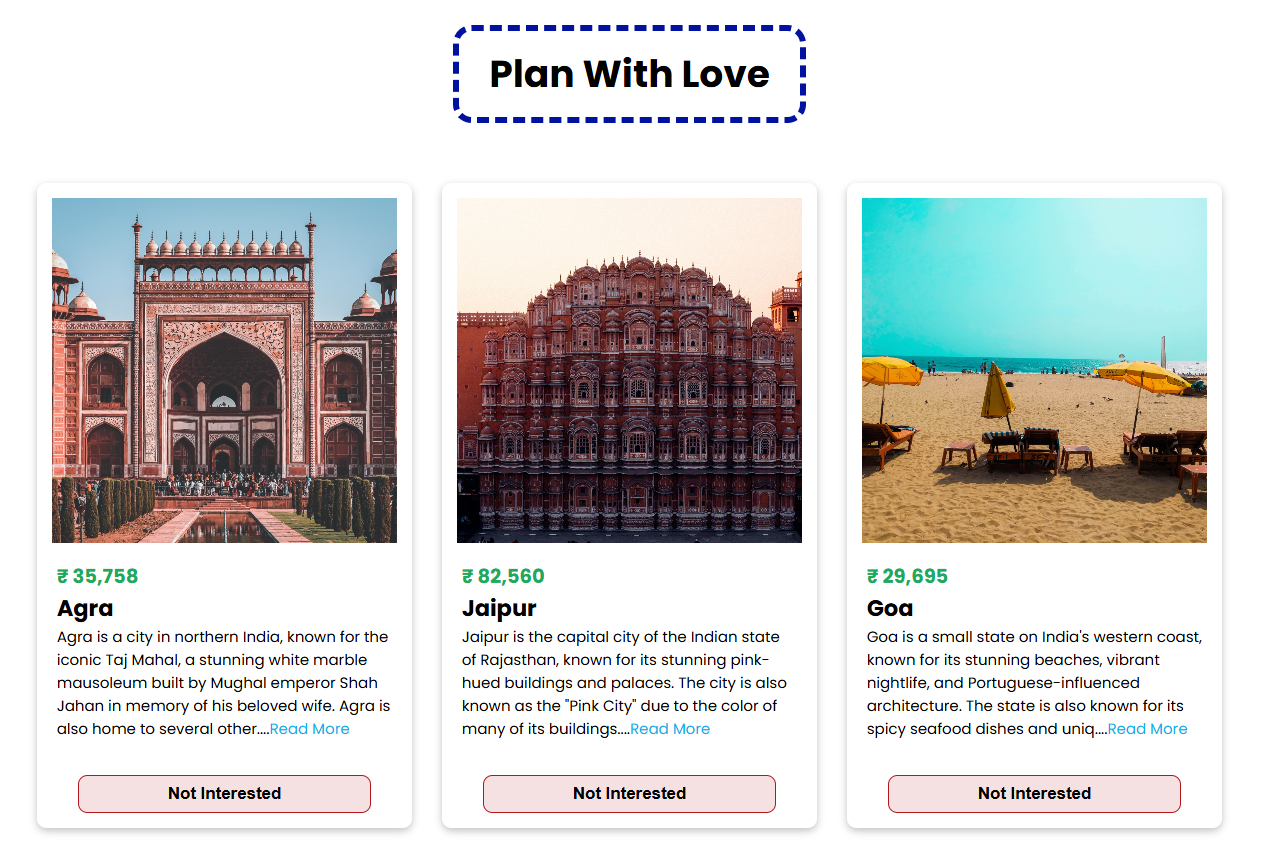 Plan With Love
₹ 35,758
Agra
Agra is a city in northern India, known for the
iconic Taj Mahal, a stunning white marble
mausoleum built by Mughal emperor Shah
Jahan in memory of his beloved wife. Agra is
also home to several other....Read More
Not Interested
₹ 82,560
Jaipur
Jaipur is the capital city of the Indian state
of Rajasthan, known for its stunning pink-
hued buildings and palaces. The city is also
known as the "Pink City" due to the color of
many of its buildings....Read More
Not Interested
₹ 29,695
Goa
Goa is a small state on India's western coast,
known for its stunning beaches, vibrant
nightlife, and Portuguese-influenced
architecture. The state is also known for its
spicy seafood dishes and uniq....Read More
Not Interested